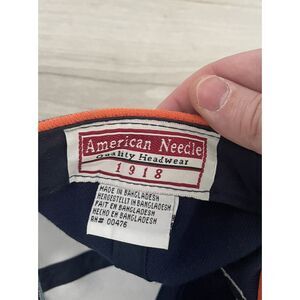 American Needle
Quality Headwear
1918
MADE IN BANGLADESH
HERGESTELLT IN BANGLADESH
FAIT EN BANGLADESH
HECHO EN BANGLADESH
RN# 00476